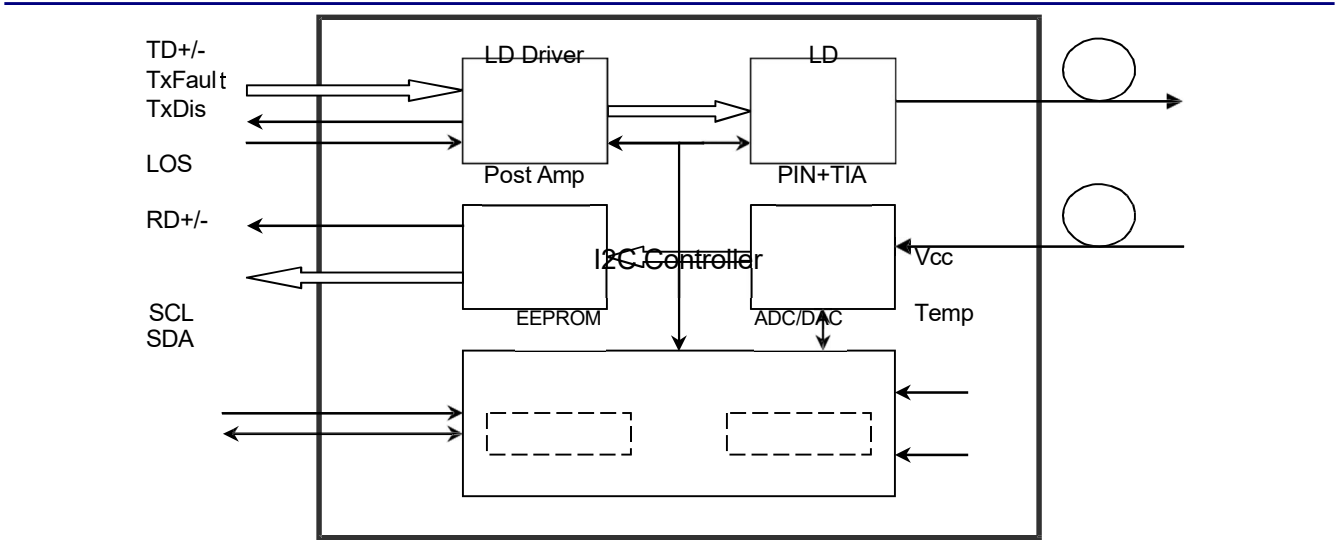 TD+/-
LD Driver
LD
TxFault
TxDis
LOS
Post Amp
PIN+TIA
RD+/-
I2C Controller
Vcc
SCL
EEPROM
ADC/DAC
Temp
SDA